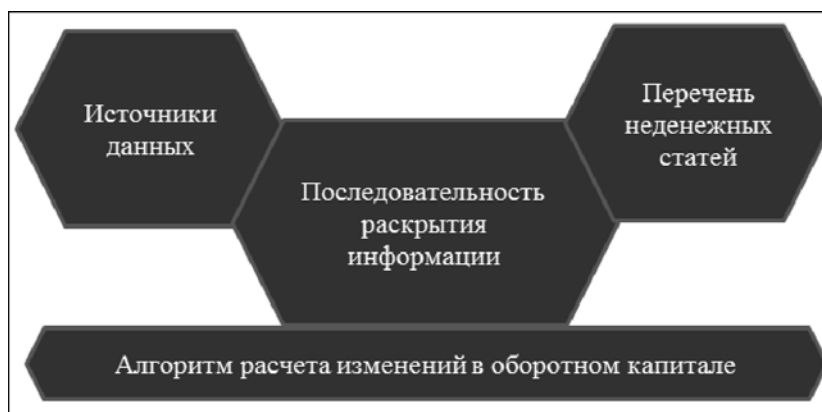 Источники
данных
Перечень
неденежных
статей
Последовательность
раскрытия
информации
Алгоритм расчета изменений в оборотном капитале